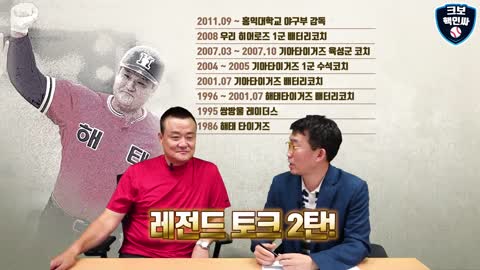 크보
핵인싸
2011.09 ~ 홍익대학교 야구부 감독
2008 우리 히어로즈 1군 빼터리코치
2007.03 ~ 2007.10 기아타이거즈 육성군 코치
2004 ~ 2005 기아타이거즈 1군 수석코치
2001.07 기아타이거즈 빼터리코치
1996 ~ 2001.07 해태타이거즈 빼터리코치
1995 쌍방울 레이더스
1986 해태 타이거즈
해태
레전드 토크 2탄!